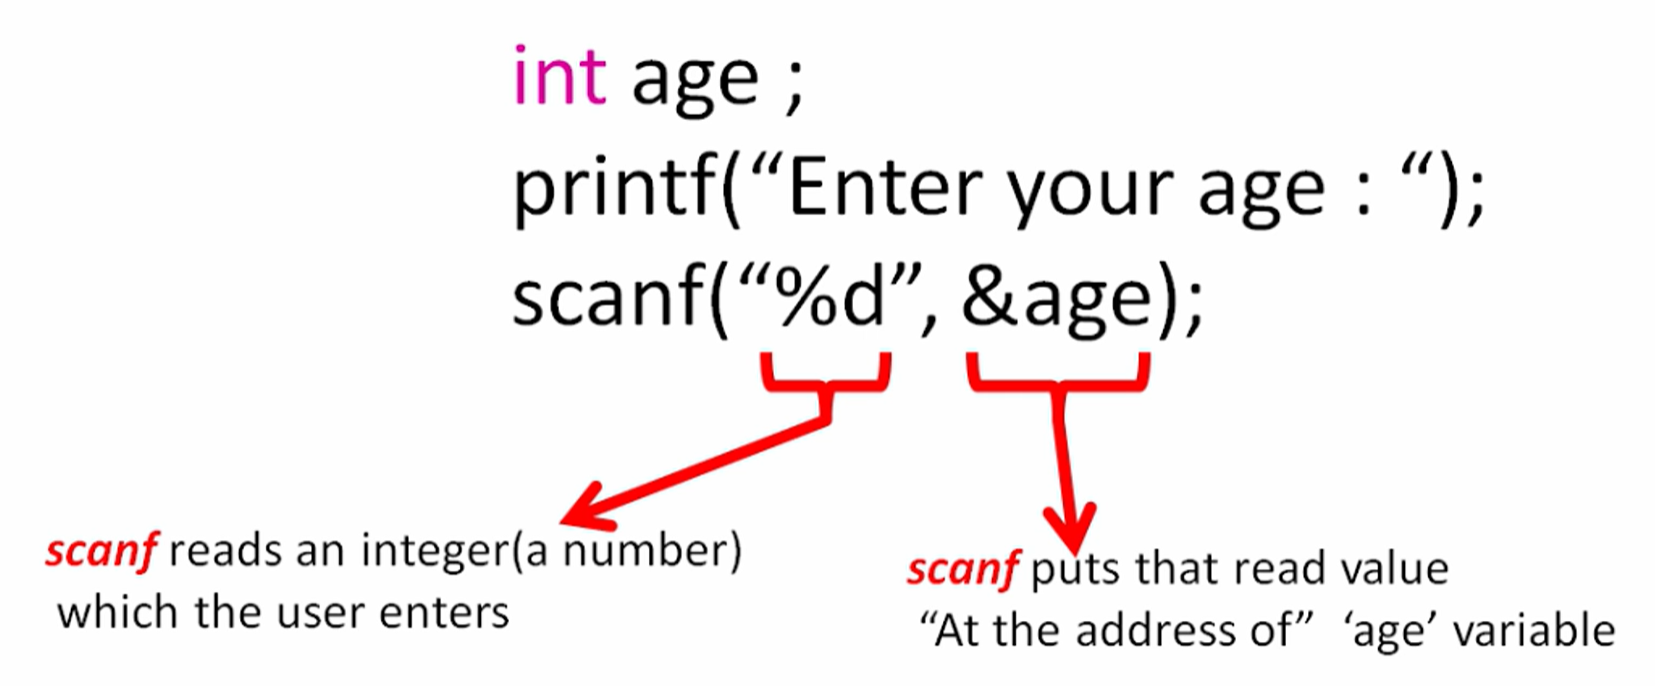 int age ;
printf(“Enter your age : “);
scanf(“%d”, &age);
scanf reads an integer(a number)
which the user enters
scanf puts that read value
“At the address of” ‘age’ variable